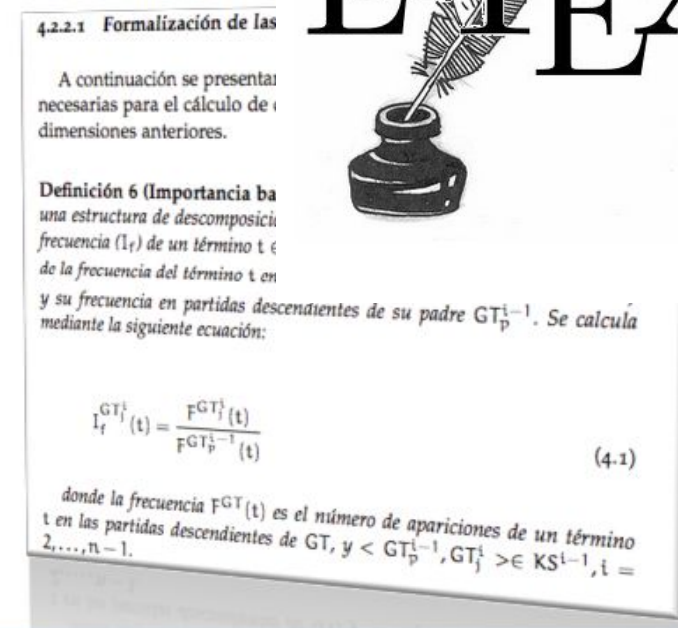 4.2.2.1 Formalización de las
A continuación se presentar
necesarias para el cálculo de
dimensiones anteriores.
Definición 6 (Importancia ba
una estructura de descomposici
frecuencia (I_f) de un término t ∈
de la frecuencia del término t en
y su frecuencia en partidas descendientes de su padre GT_p^{i−1}. Se calcula
mediante la siguiente ecuación:
I_f^{GT_j^i}(t) = F^{GT_j^i}(t) / F^{GT_p^{i−1}}(t)
(4.1)
donde la frecuencia F^{GT}(t) es el número de apariciones de un término
t en las partidas descendientes de GT, y < GT_p^{i−1}, GT_j^i >∈ KS^{i−1}, i =
2,...,n − 1.